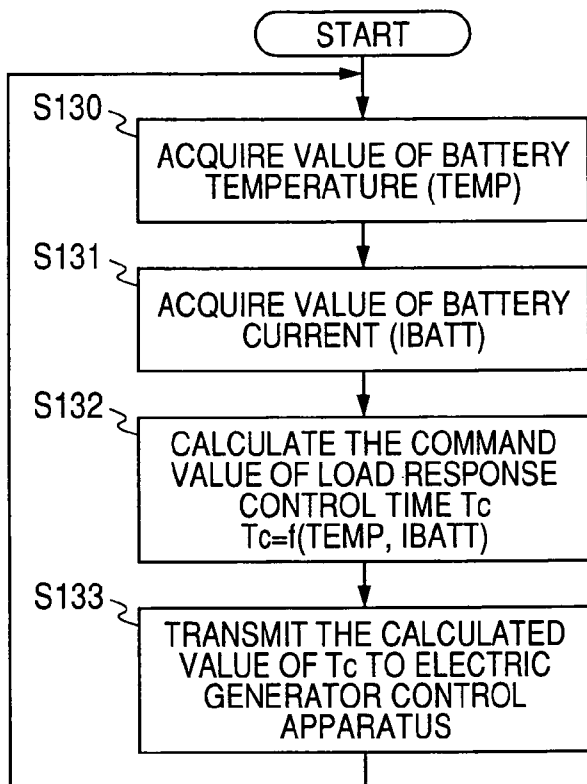 START
S130
ACQUIRE VALUE OF BATTERY
TEMPERATURE (TEMP)
S131
ACQUIRE VALUE OF BATTERY
CURRENT (IBATT)
S132
CALCULATE THE COMMAND
VALUE OF LOAD RESPONSE
CONTROL TIME Tc
Tc=f(TEMP, IBATT)
S133
TRANSMIT THE CALCULATED
VALUE OF Tc TO ELECTRIC
GENERATOR CONTROL
APPARATUS